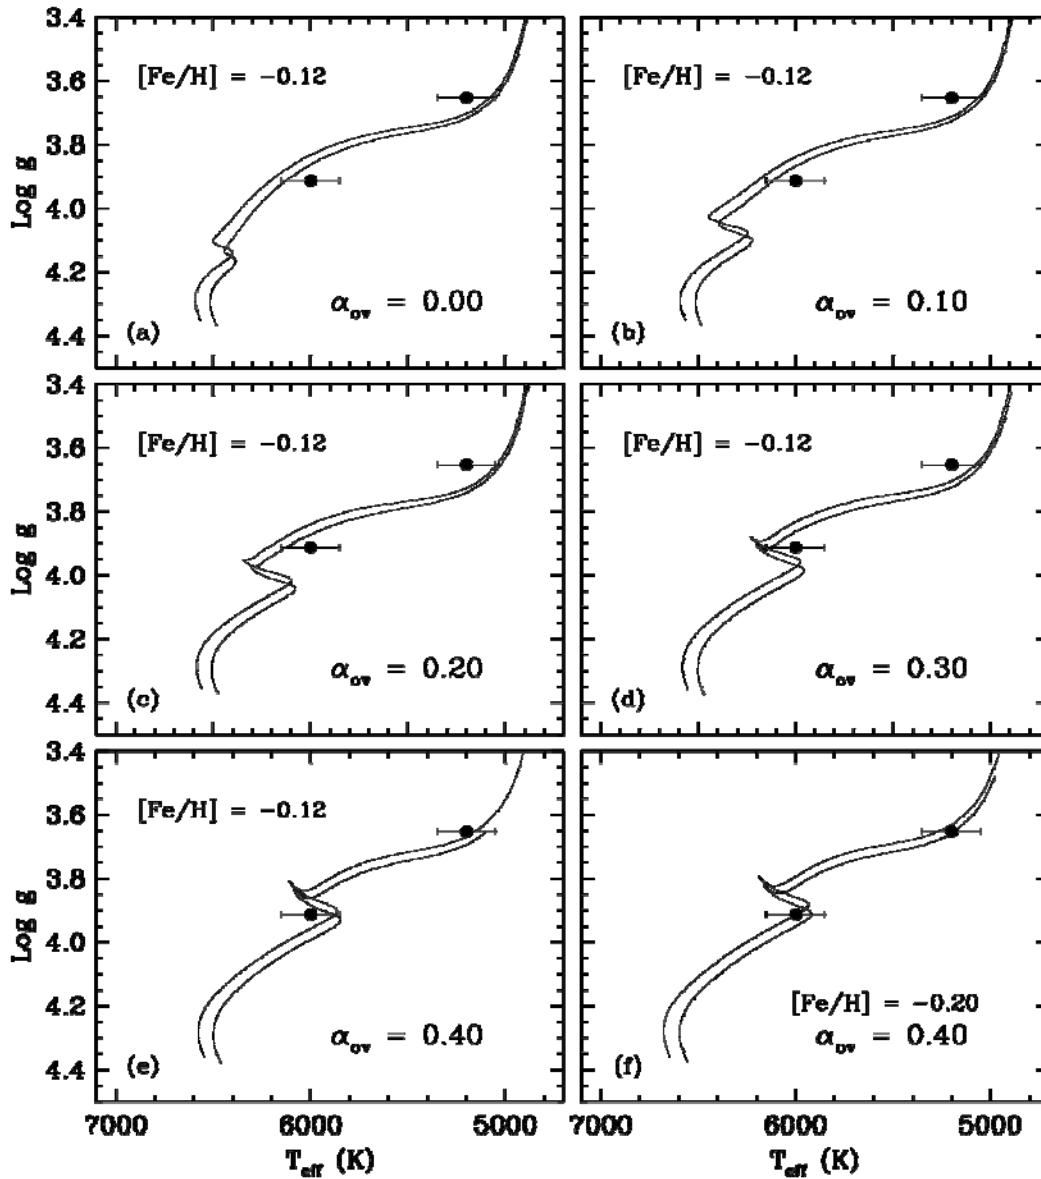 3.4
3.6
3.8
4.0
4.2
4.4
Log g
[Fe/H] = −0.12
α_ov = 0.00
(a)
[Fe/H] = −0.12
α_ov = 0.10
(b)
3.4
3.6
3.8
4.0
4.2
4.4
Log g
[Fe/H] = −0.12
α_ov = 0.20
(c)
[Fe/H] = −0.12
α_ov = 0.30
(d)
3.4
3.6
3.8
4.0
4.2
4.4
Log g
[Fe/H] = −0.12
α_ov = 0.40
(e)
[Fe/H] = −0.20
α_ov = 0.40
(f)
7000 6000 5000
T_eff (K)
7000 6000 5000
T_eff (K)